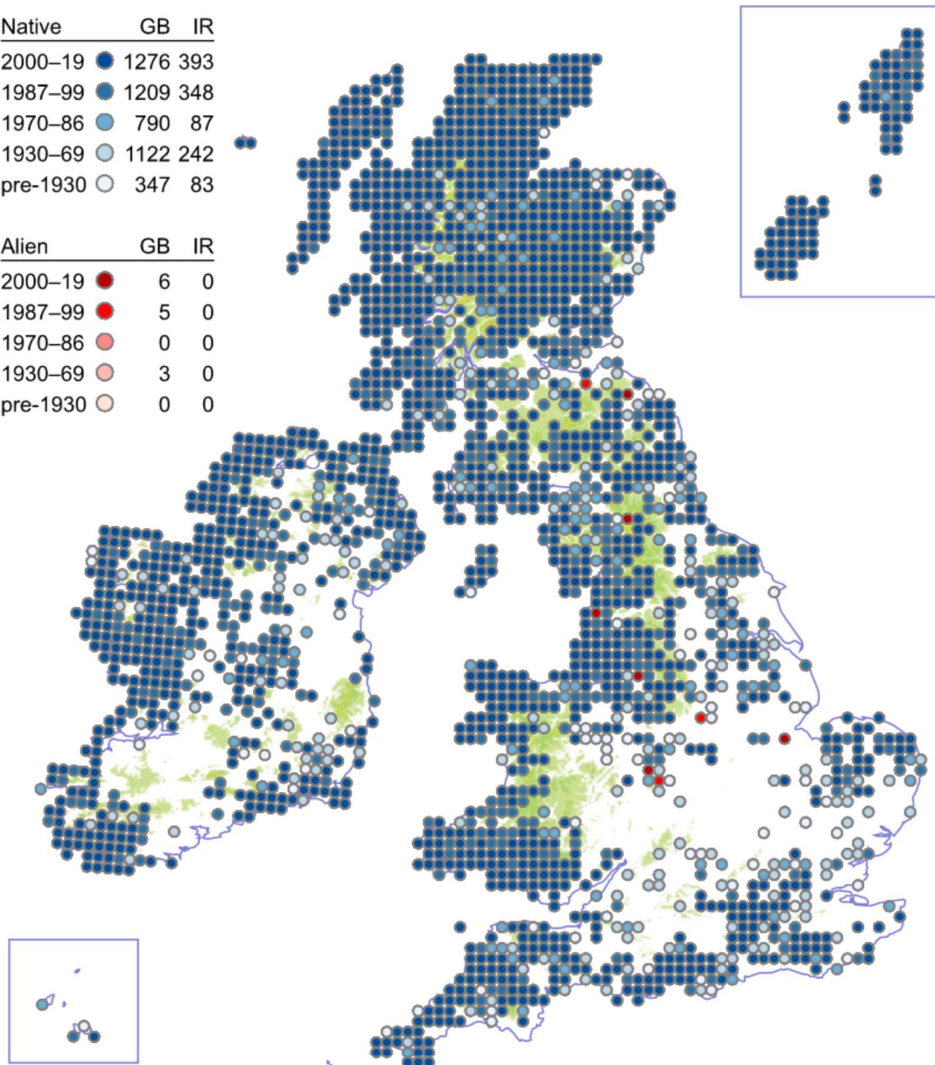 Native GB IR
2000–19 1276 393
1987–99 1209 348
1970–86 790 87
1930–69 1122 242
pre-1930 347 83
Alien GB IR
2000–19 6 0
1987–99 5 0
1970–86 0 0
1930–69 3 0
pre-1930 0 0